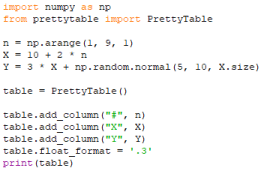 import numpy as np
from prettytable import PrettyTable
n = np.arange(1, 9, 1)
X = 10 + 2 * n
Y = 3 * X + np.random.normal(5, 10, X.size)
table = PrettyTable()
table.add_column("#", n)
table.add_column("X", X)
table.add_column("Y", Y)
table.float_format = '.3'
print(table)